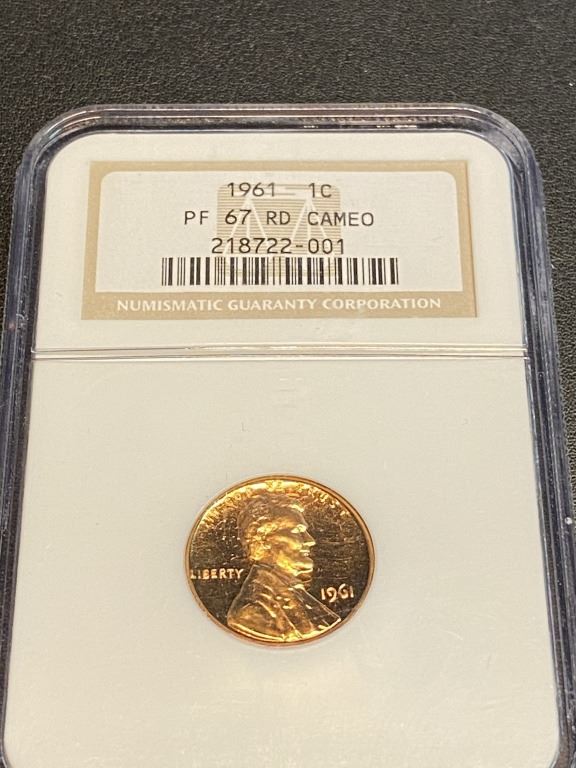 1961 1C
PF 67 RD CAMEO
218722-001
NUMISMATIC GUARANTY CORPORATION
LIBERTY
1961